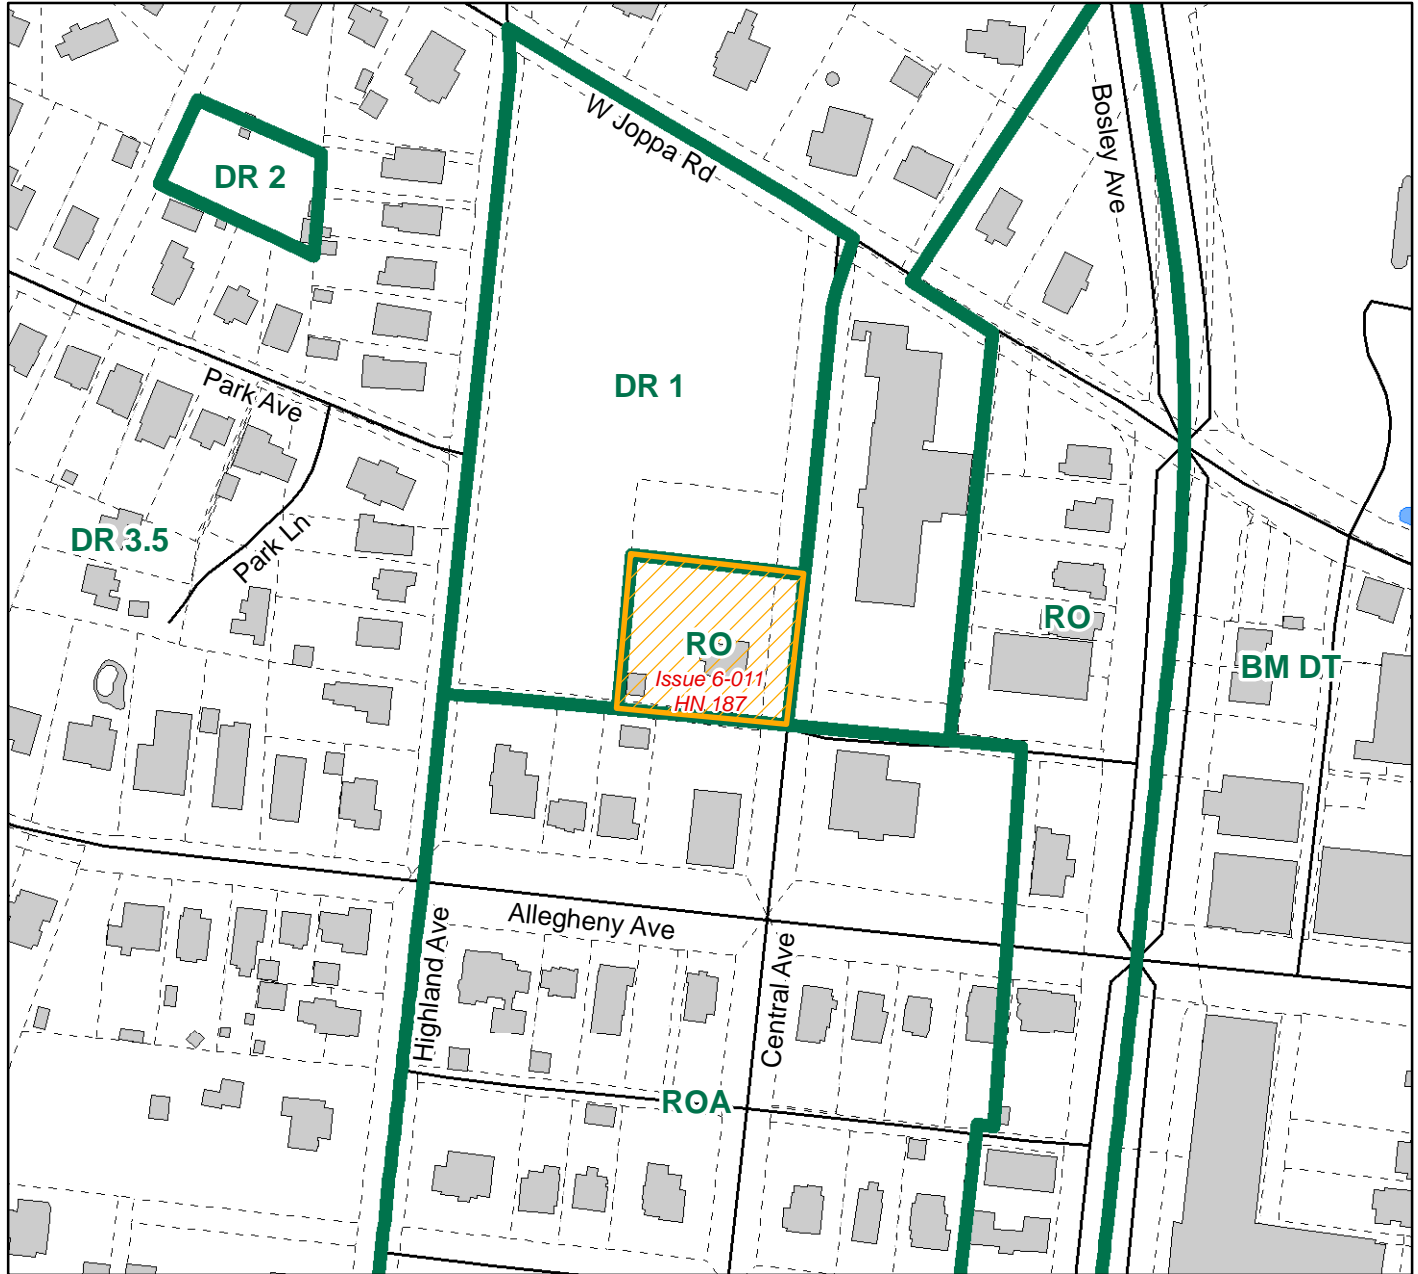 W Joppa Rd
Bosley Ave
DR 2
DR 1
Park Ave
DR 3.5
Park Ln
RO
RO
Issue 6-011
HN 187
BM DT
Allegheny Ave
Highland Ave
Central Ave
ROA